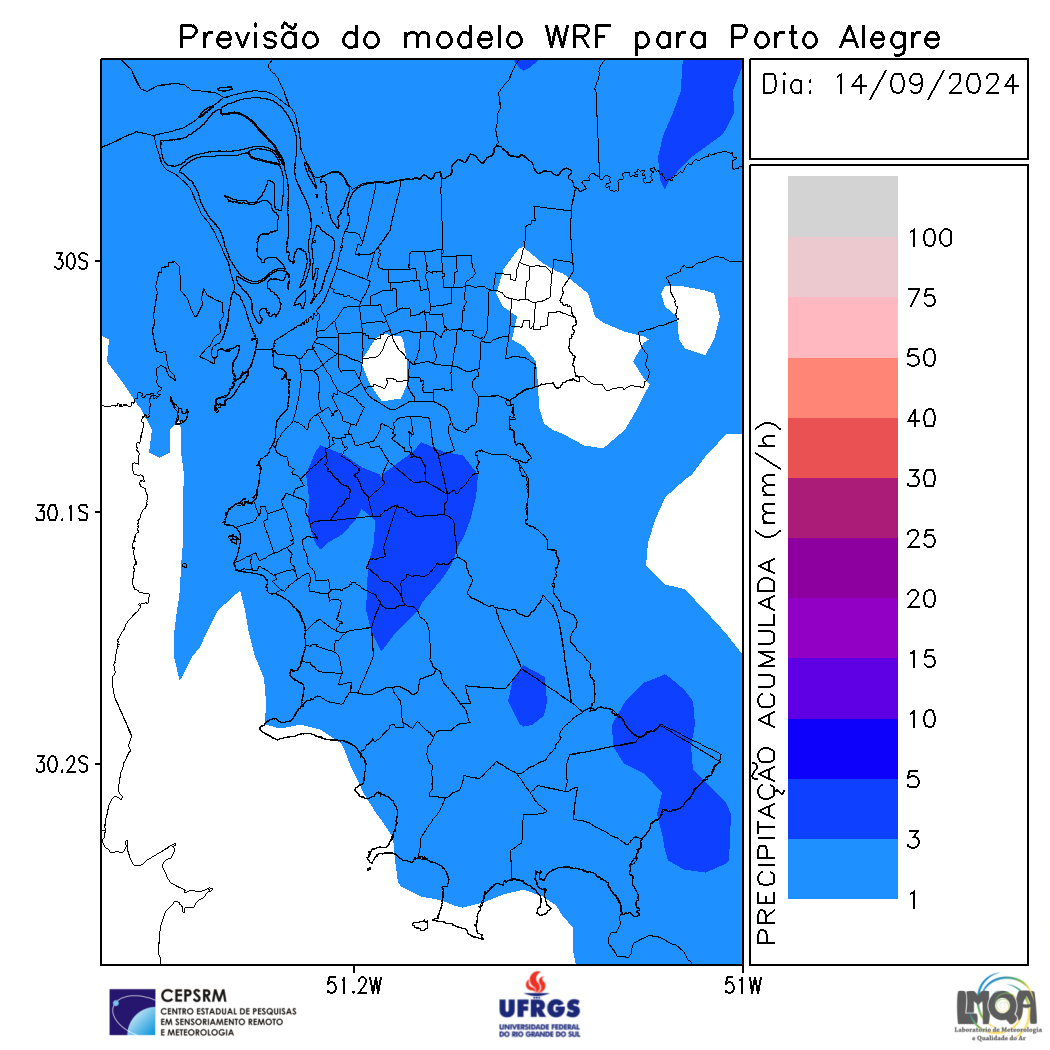 Previsão do modelo WRF para Porto Alegre
Dia: 14/09/2024
30S
30.1S
30.2S
51.2W
51W
PRECIPITAÇÃO ACUMULADA (mm/h)
100
75
50
40
30
25
20
15
10
5
3
1
CEPSRM
CENTRO ESTADUAL DE PESQUISAS
EM SENSORIAMENTO REMOTO
E METEOROLOGIA
UFRGS
UNIVERSIDADE FEDERAL
DO RIO GRANDE DO SUL
LMQA
Laboratório de Meteorologia
e Qualidade do Ar